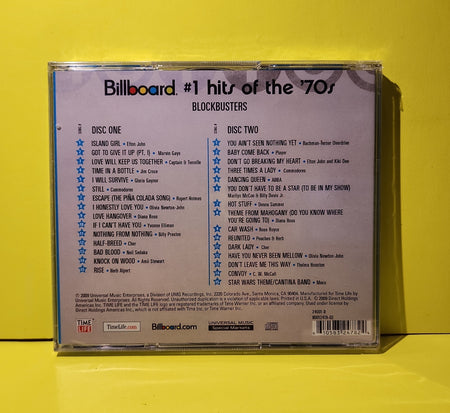 Billboard. #1 hits of the '70s
BLOCKBUSTERS
DISC ONE
ISLAND GIRL • Elton John
GOT TO GIVE IT UP (PT. I) • Marvin Gaye
LOVE WILL KEEP US TOGETHER • Captain & Tennille
TIME IN A BOTTLE • Jim Croce
I WILL SURVIVE • Gloria Gaynor
STILL • Commodores
ESCAPE (THE PIÑA COLADA SONG) • Rupert Holmes
I HONESTLY LOVE YOU • Olivia Newton-John
LOVE HANGOVER • Diana Ross
IF I CAN'T HAVE YOU • Yvonne Elliman
NOTHING FROM NOTHING • Billy Preston
HALF-BREED • Cher
BAD BLOOD • Neil Sedaka
KNOCK ON WOOD • Amii Stewart
RISE • Herb Alpert
DISC TWO
YOU AIN'T SEEN NOTHING YET • Bachman-Turner Overdrive
BABY COME BACK • Player
DON'T GO BREAKING MY HEART • Elton John and Kiki Dee
THREE TIMES A LADY • Commodores
DANCING QUEEN • ABBA
YOU DON'T HAVE TO BE A STAR (TO BE IN MY SHOW)
Marilyn McCoo & Billy Davis Jr.
HOT STUFF • Donna Summer
THEME FROM MAHOGANY (DO YOU KNOW WHERE
YOU'RE GOING TO) • Diana Ross
CAR WASH • Rose Royce
REUNITED • Peaches & Herb
DARK LADY • Cher
HAVE YOU NEVER BEEN MELLOW • Olivia Newton-John
DON'T LEAVE ME THIS WAY • Thelma Houston
CONVOY • C. W. McCall
STAR WARS THEME/CANTINA BAND • Meco
TIME
LIFE
TimeLife.com
Billboard.com
UNIVERSAL MUSIC
Special Markets